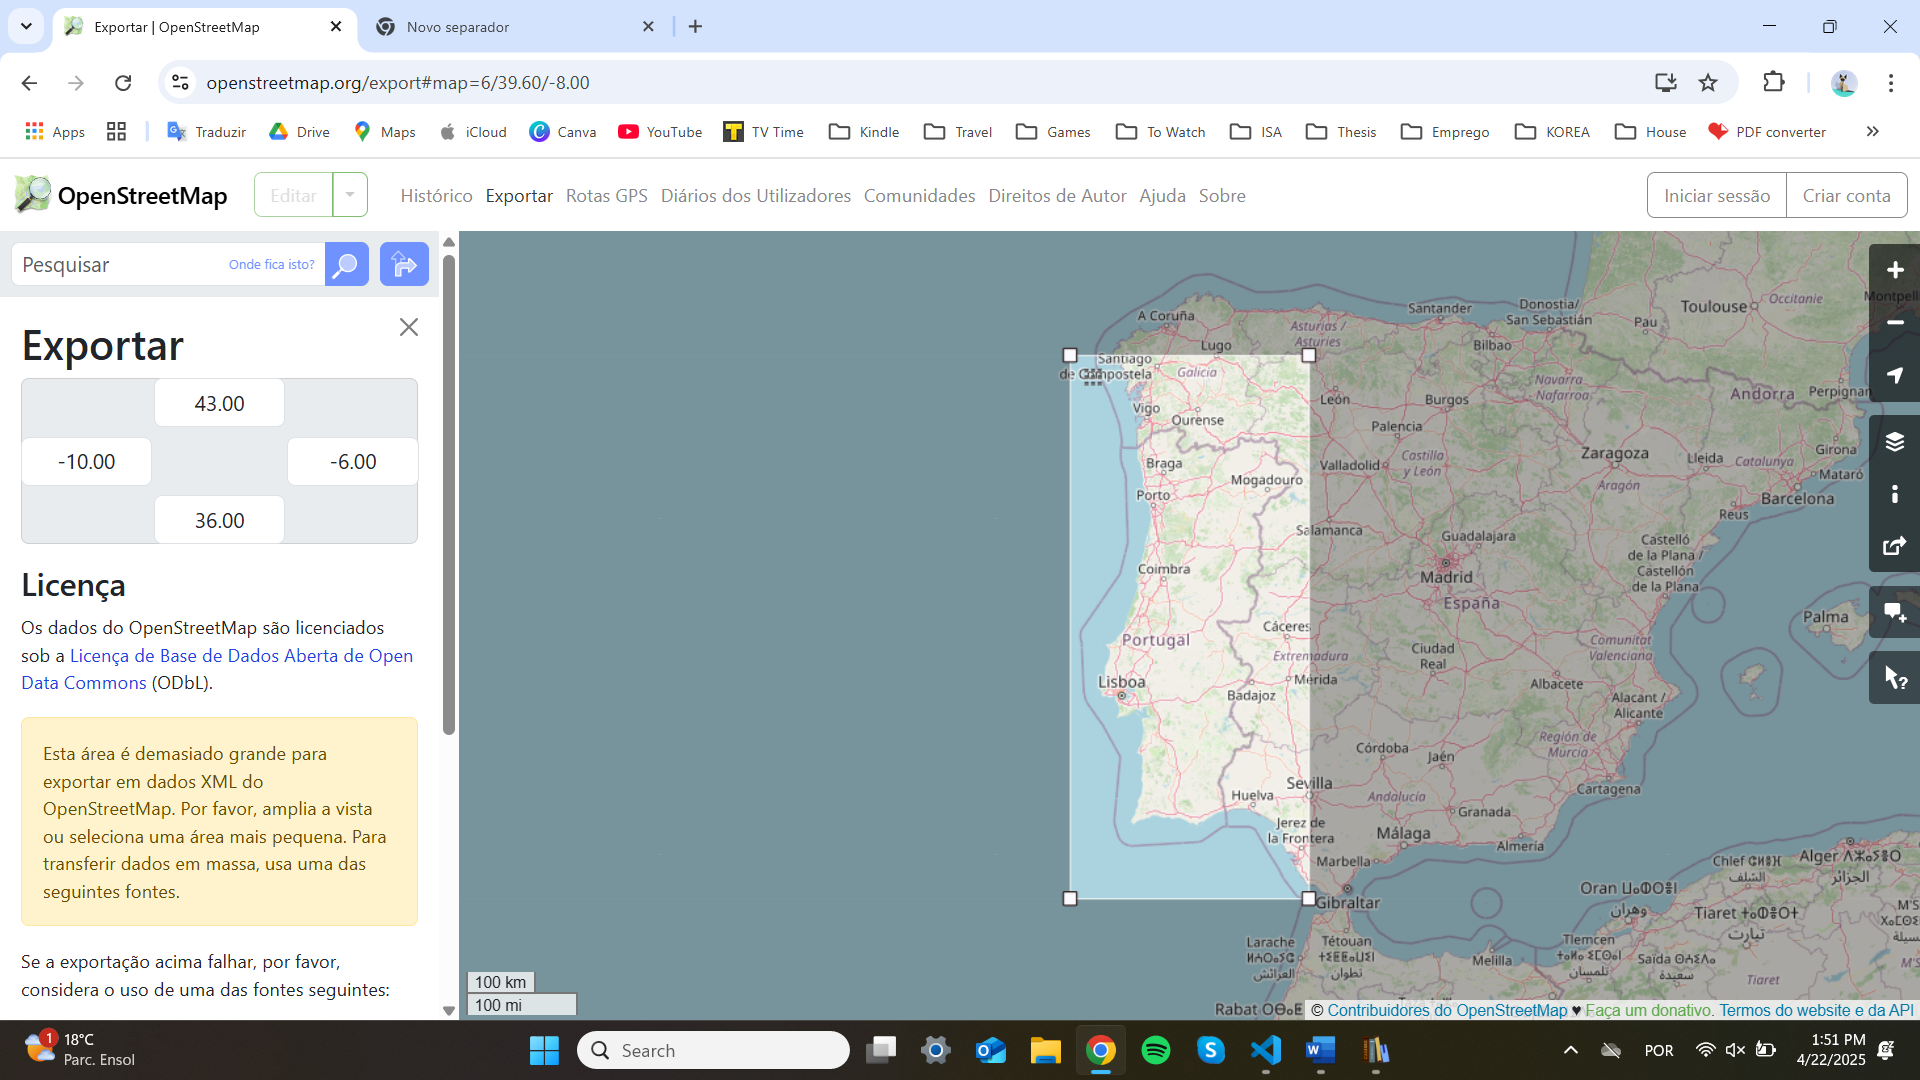 Exportar | OpenStreetMap
Novo separador
openstreetmap.org/export#map=6/39.60/-8.00
Apps
Traduzir
Drive
Maps
iCloud
Canva
YouTube
TV Time
Kindle
Travel
Games
To Watch
ISA
Thesis
Emprego
KOREA
House
PDF converter
OpenStreetMap
Editar
Histórico
Exportar
Rotas GPS
Diários dos Utilizadores
Comunidades
Direitos de Autor
Ajuda
Sobre
Iniciar sessão
Criar conta
Pesquisar
Onde fica isto?
Exportar
43.00
-10.00
-6.00
36.00
Licença
Os dados do OpenStreetMap são licenciados
sob a Licença de Base de Dados Aberta de Open
Data Commons (ODbL).
Esta área é demasiado grande para
exportar em dados XML do
OpenStreetMap. Por favor, amplia a vista
ou seleciona uma área mais pequena. Para
transferir dados em massa, usa uma das
seguintes fontes.
Se a exportação acima falhar, por favor,
considera o uso de uma das fontes seguintes:
A Coruña
Lugo
Santiago
de Compostela
Galicia
Vigo
Ourense
Asturias /
Asturies
Santander
Donostia/
San Sebastián
Bilbao
Pau
Toulouse
Occitanie
Montpell
Navarra
Nafarroa
Andorra
Perpignan
León
Burgos
Palencia
Valladolid
Castilla
y León
Zaragoza
Aragón
Lleida
Catalunya
Girona
Mataró
Barcelona
Reus
Braga
Mogadouro
Porto
Salamanca
Guadalajara
Castelló
de la Plana /
Castellón
de la Plana
Coimbra
Madrid
España
Cáceres
Portugal
Extremadura
Ciudad
Real
Comunitat
Valenciana
Palma
Lisboa
Badajoz
Mérida
Albacete
Alacant /
Alicante
Región de
Murcia
Córdoba
Jaén
Cartagena
Sevilla
Huelva
Andalucía
Granada
Jerez de
la Frontera
Málaga
Almería
Marbella
Gibraltar
Chlef
الشلف
Alger
الجزائر
Oran
وهران
Tiaret
تيارت
Larache
العرائش
Tétouan
تطوان
Melilla
Tlemcen
تلمسان
Saïda
سعيدة
M'S
Tiaret
Rabat
100 km
100 mi
© Contribuidores do OpenStreetMap ♥ Faça um donativo. Termos do website e da API
1
18°C
Parc. Ensol
Search
POR
1:51 PM
4/22/2025